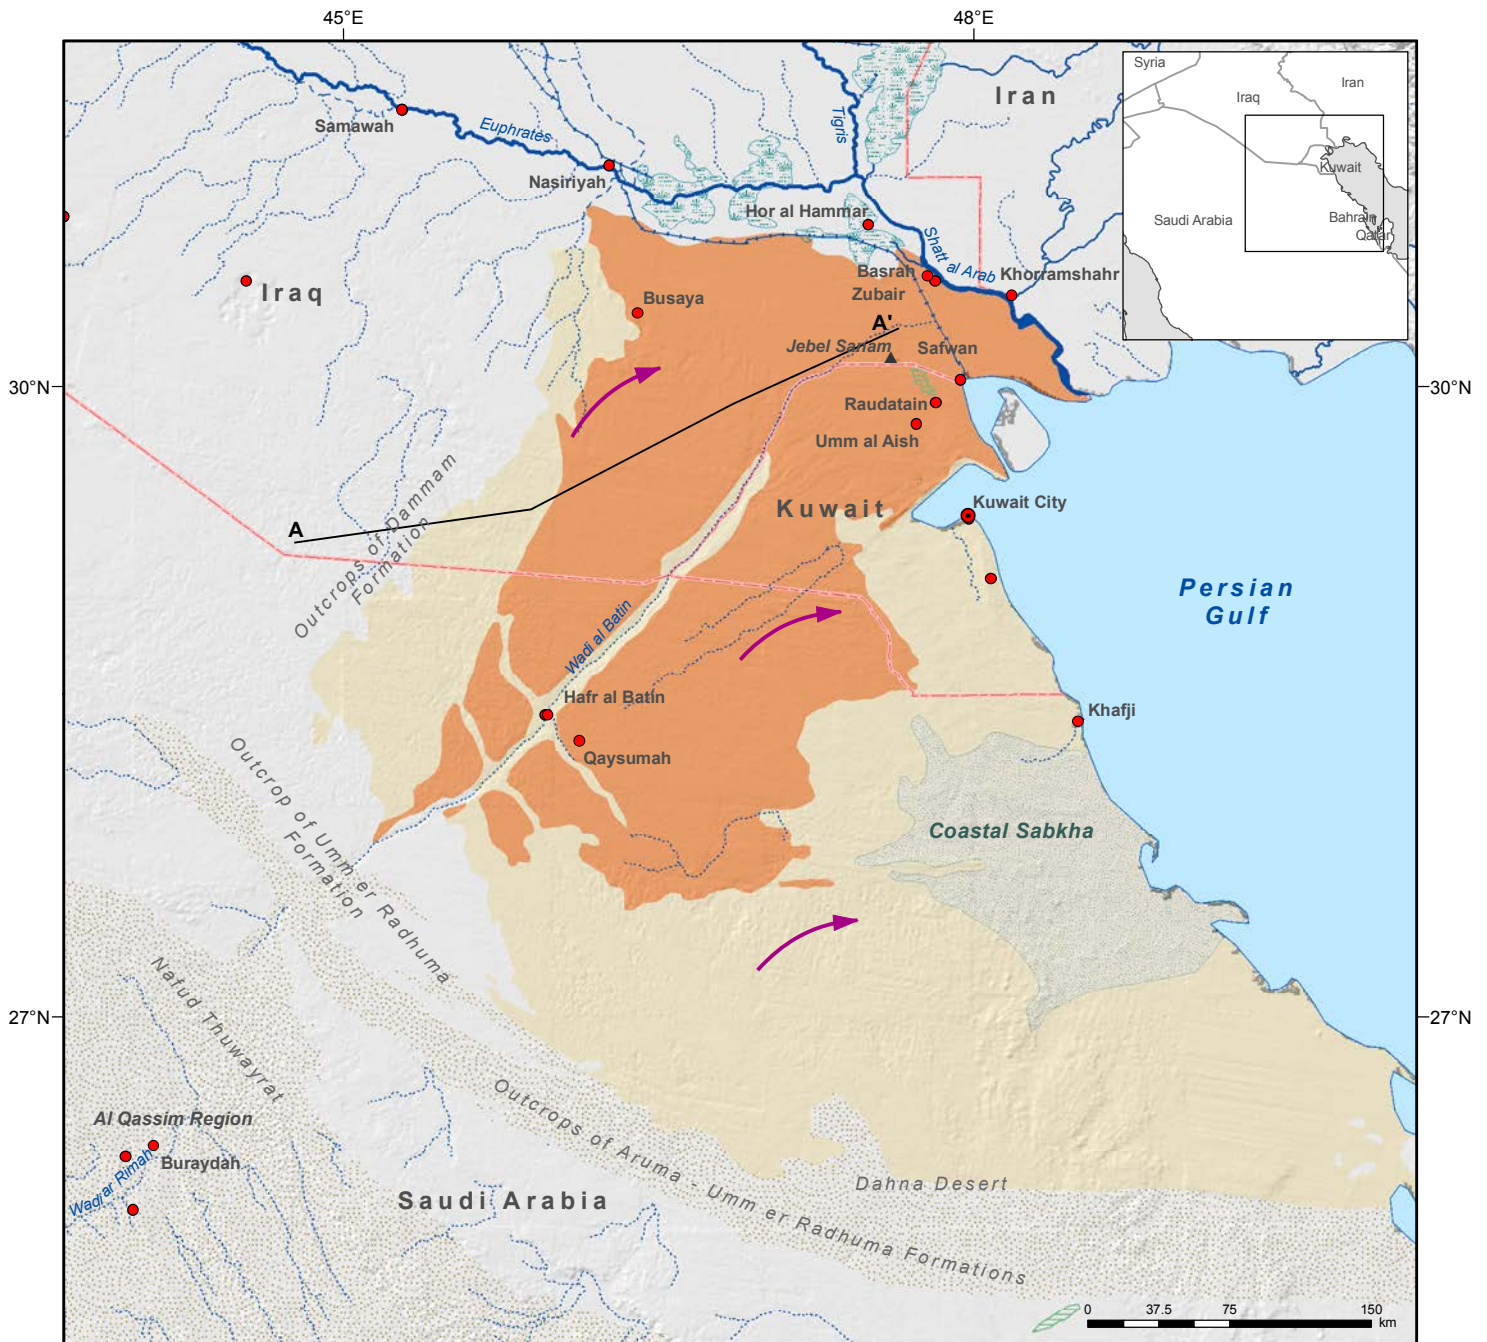 45°E
48°E
Syria
Iran
Iraq
Kuwait
Saudi Arabia
Bahrain
Qatar
Iran
Samawah
Euphrates
Tigris
Nasiriyah
Hor al Hammar
Shatt al Arab
Basrah
Khorramshahr
Zubair
Iraq
Busaya
A'
Jebel Sanam
Safwan
30°N
30°N
Raudatain
Umm al Aish
Outcrops of Dammam
Formation
Kuwait
Kuwait City
A
Persian
Gulf
Wadi al Batin
Hafr al Batin
Khafji
Qaysumah
Outcrop of Umm er Radhuma
Formation
Coastal Sabkha
Nafud Thuwayrat
27°N
27°N
Outcrops of Aruma - Umm er Radhuma Formations
Al Qassim Region
Buraydah
Wadi ar Rimah
Dahna Desert
Saudi Arabia
0
37.5
75
150
km